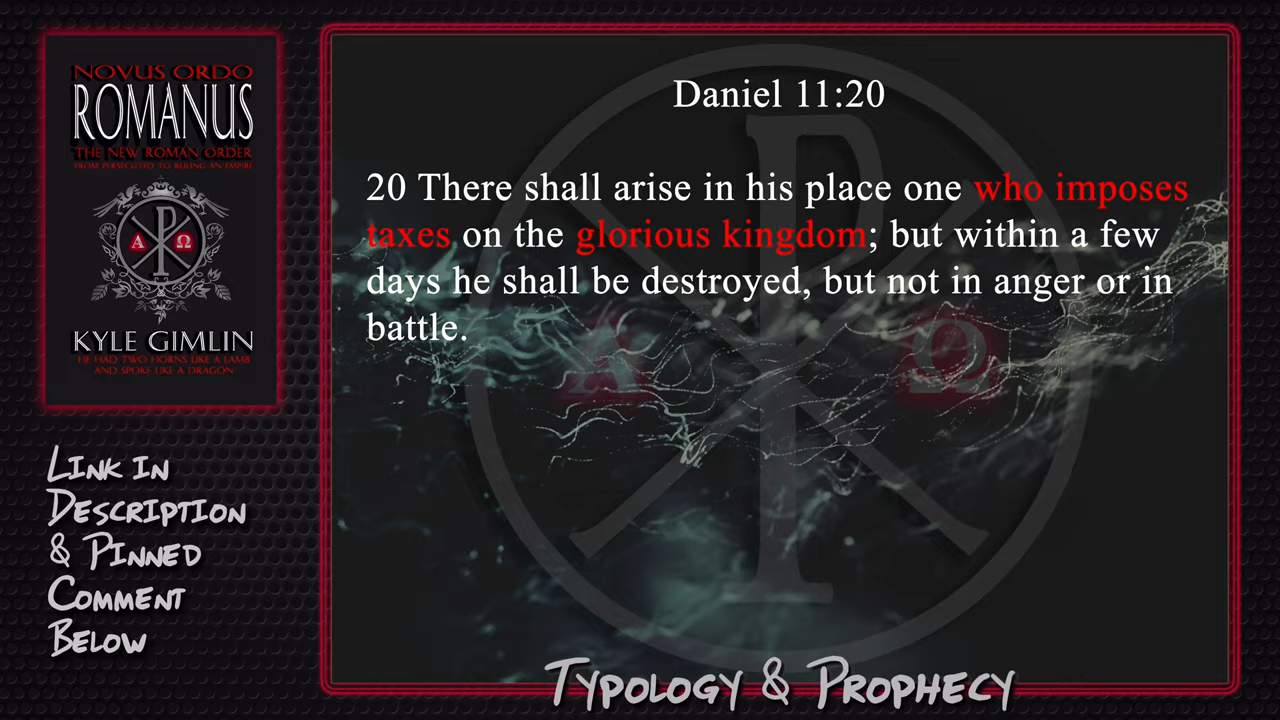 NOVUS ORDO
ROMANUS
THE NEW ROMAN ORDER
FROM PERSECUTED TO RULING AN EMPIRE
Α Ω
KYLE GIMLIN
HE HAD TWO HORNS LIKE A LAMB
AND SPOKE LIKE A DRAGON
Link in
Description
& Pinned
Comment
Below
Daniel 11:20
20 There shall arise in his place one who imposes
taxes on the glorious kingdom; but within a few
days he shall be destroyed, but not in anger or in
battle.
Α Ω
Typology & Prophecy